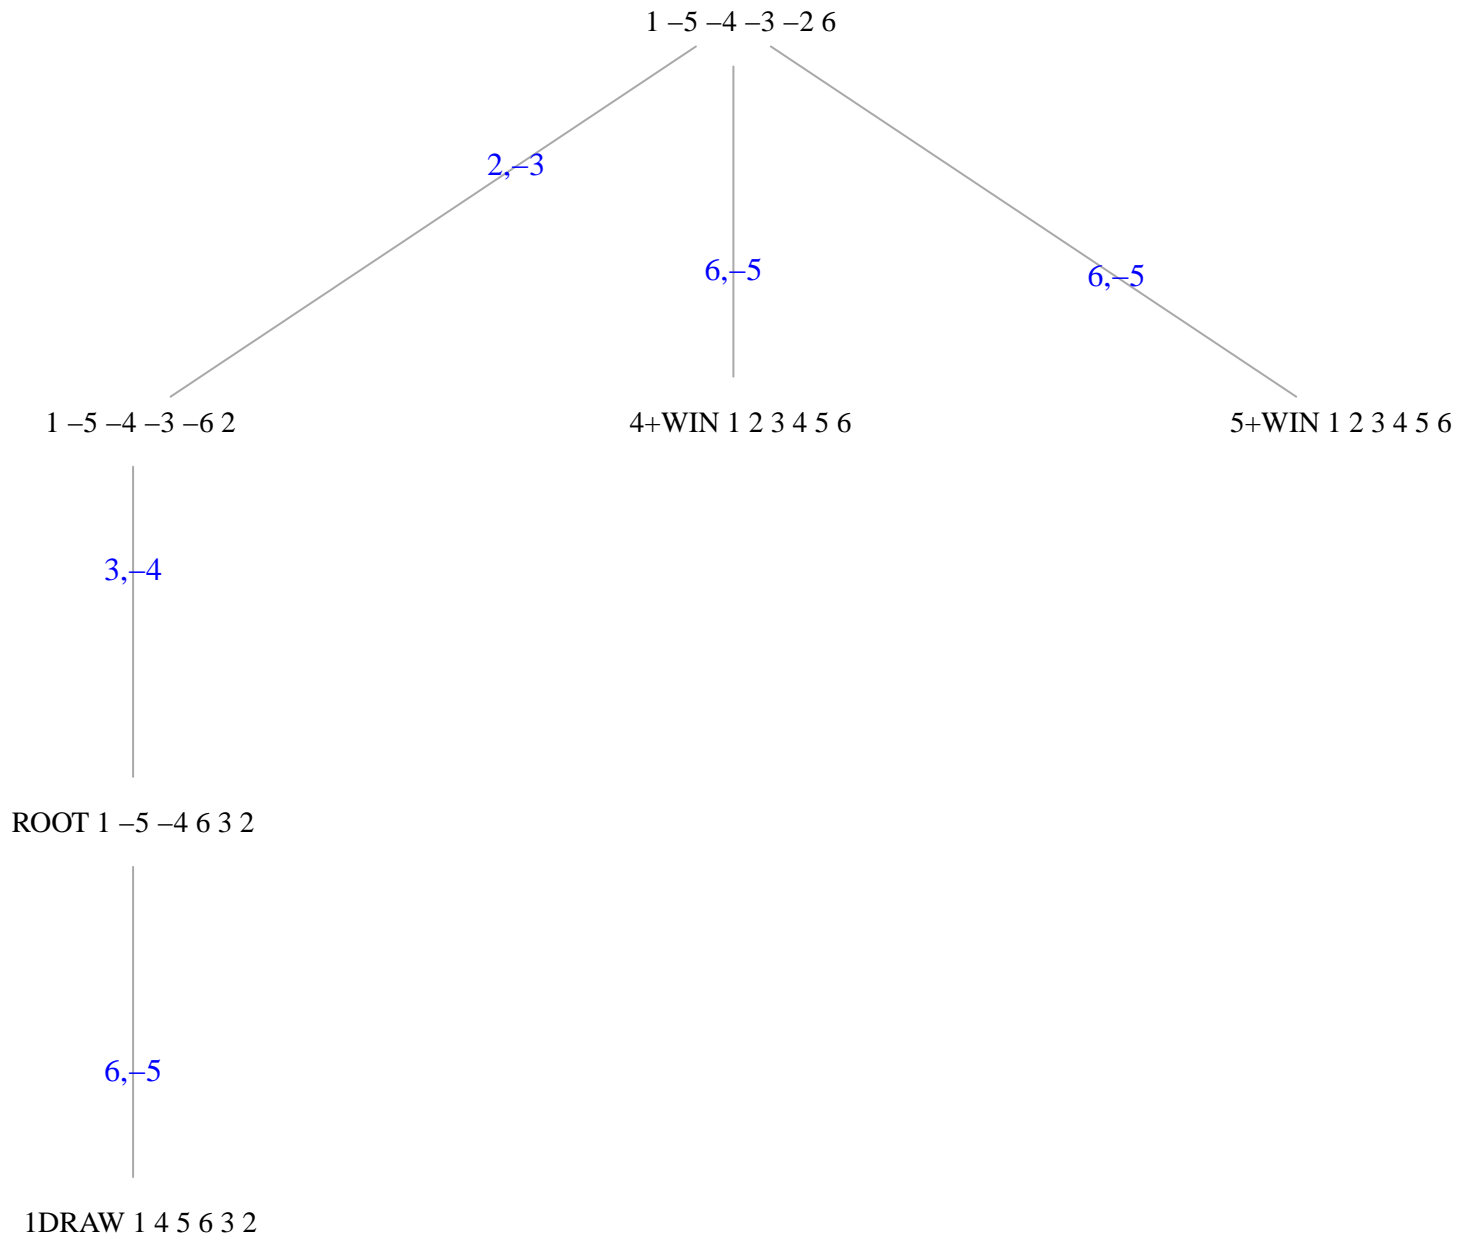 1 –5 –4 –3 –2 6
2,–3
6,–5
6,–5
1 –5 –4 –3 –6 2
4+WIN 1 2 3 4 5 6
5+WIN 1 2 3 4 5 6
3,–4
ROOT 1 –5 –4 6 3 2
6,–5
1DRAW 1 4 5 6 3 2